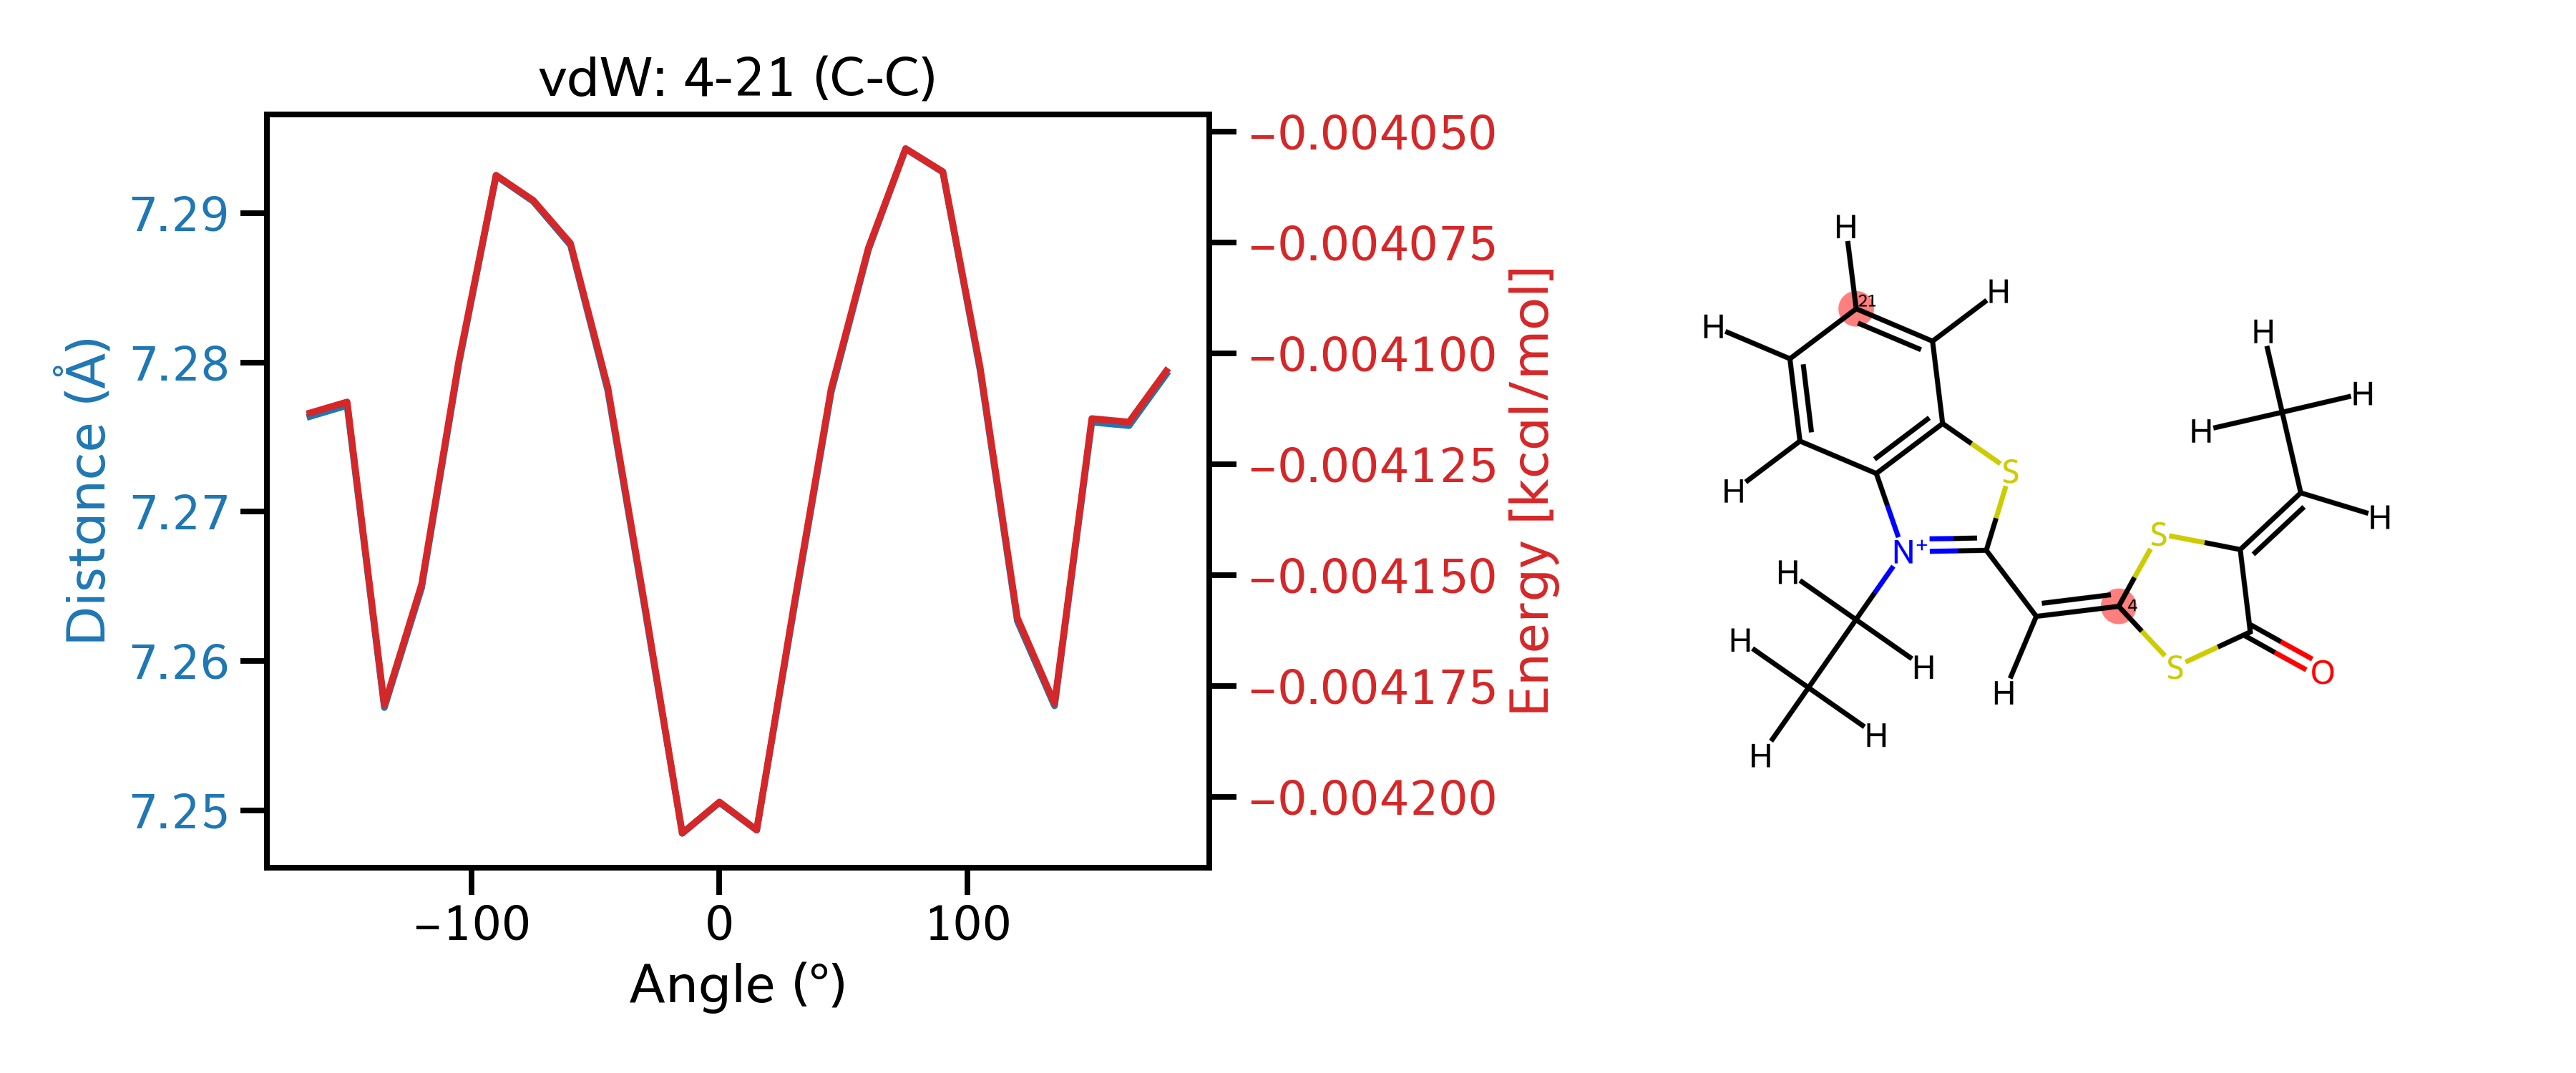 vdW: 4-21 (C-C)
7.29
7.28
7.27
7.26
7.25
Distance (Å)
−0.004050
−0.004075
−0.004100
−0.004125
−0.004150
−0.004175
−0.004200
Energy [kcal/mol]
−100 0 100
Angle (°)
H
H
21
H
H
H
H
H
H
S
H
S
N+
H
4
H
H
S
O
H
H
H